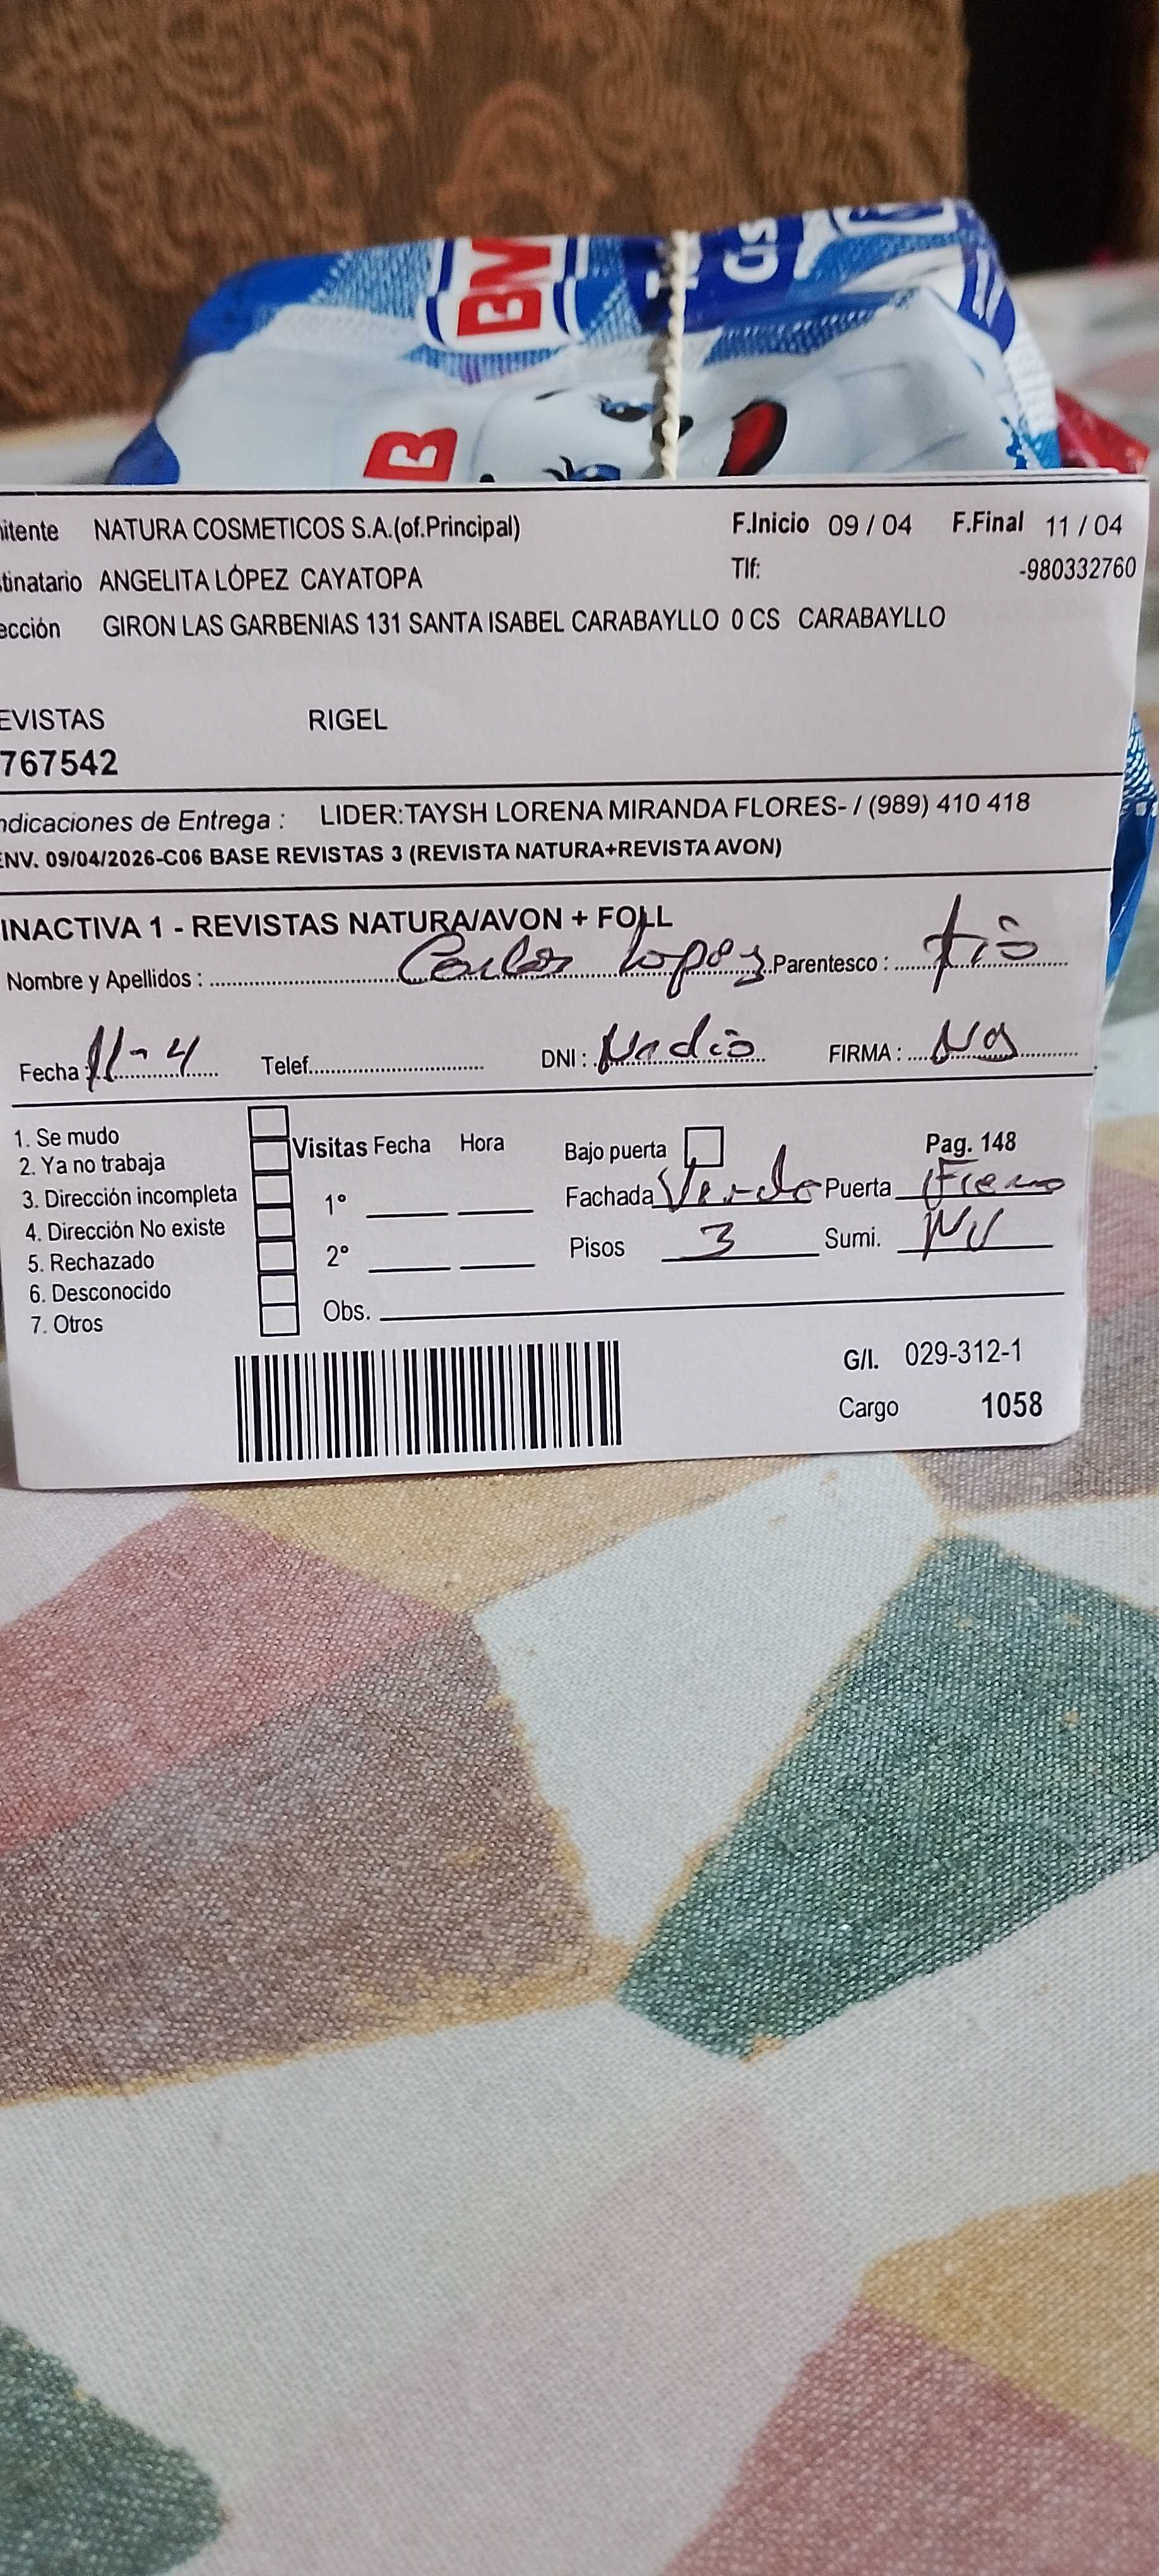 BM
GIS
B
itente NATURA COSMETICOS S.A.(of.Principal) F.Inicio 09 / 04 F.Final 11 / 04
tinatario ANGELITA LÓPEZ CAYATOPA Tlf: -980332760
ección GIRON LAS GARBENIAS 131 SANTA ISABEL CARABAYLLO 0 CS CARABAYLLO
EVISTAS RIGEL
767542
ndicaciones de Entrega : LIDER:TAYSH LORENA MIRANDA FLORES- / (989) 410 418
ENV. 09/04/2026-C06 BASE REVISTAS 3 (REVISTA NATURA+REVISTA AVON)
INACTIVA 1 - REVISTAS NATURA/AVON + FOLL
Nombre y Apellidos : Carlos Lopez Parentesco : tio
Fecha : 11-4 Telef. DNI : No dio FIRMA : No
1. Se mudo
2. Ya no trabaja Visitas Fecha Hora Bajo puerta Pag. 148
3. Dirección incompleta 1° Fachada Verde Puerta Fierro
4. Dirección No existe
5. Rechazado 2° Pisos 3 Sumi.
6. Desconocido
7. Otros Obs.
G/I. 029-312-1
Cargo 1058